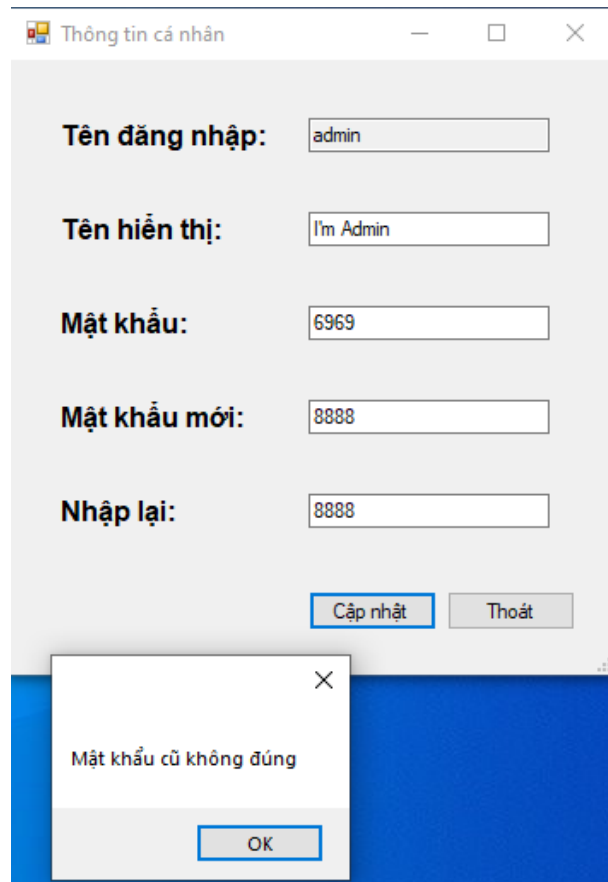 Thông tin cá nhân
Tên đăng nhập: admin
Tên hiển thị: I'm Admin
Mật khẩu: 6969
Mật khẩu mới: 8888
Nhập lại: 8888
Cập nhật Thoát
Mật khẩu cũ không đúng
OK